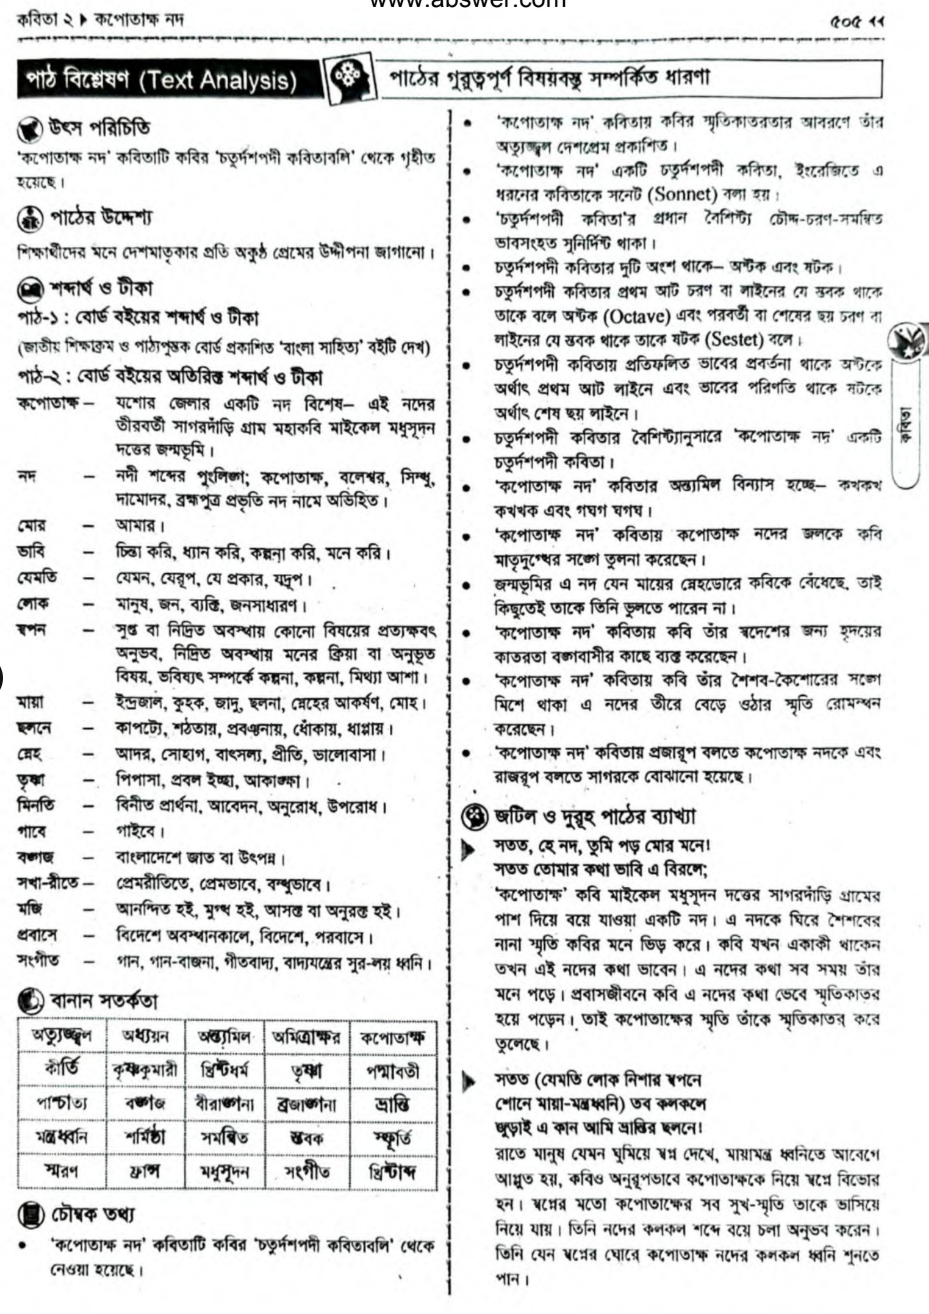 www.abswer.com
কবিতা ২ ▶ কপোতাক্ষ নদ
৫০৫
পাঠ বিশ্লেষণ (Text Analysis)
পাঠের গুরুত্বপূর্ণ বিষয়বস্তু সম্পর্কিত ধারণা
উৎস পরিচিতি
'কপোতাক্ষ নদ' কবিতাটি কবির 'চতুর্দশপদী কবিতাবলি' থেকে গৃহীত
হয়েছে।
পাঠের উদ্দেশ্য
শিক্ষার্থীদের মনে দেশমাতৃকার প্রতি অকুণ্ঠ প্রেমের উদ্দীপনা জাগানো।
শব্দার্থ ও টীকা
পাঠ-১ : বোর্ড বইয়ের শব্দার্থ ও টীকা
(জাতীয় শিক্ষাক্রম ও পাঠ্যপুস্তক বোর্ড প্রকাশিত 'বাংলা সাহিত্য' বইটি দেখ)
পাঠ-২ : বোর্ড বইয়ের অতিরিক্ত শব্দার্থ ও টীকা
কপোতাক্ষ – যশোর জেলার একটি নদ বিশেষ– এই নদের
তীরবর্তী সাগরদাঁড়ি গ্রাম মহাকবি মাইকেল মধুসূদন
দত্তের জন্মভূমি।
নদ – নদী শব্দের পুংলিঙ্গ; কপোতাক্ষ, বলেশ্বর, সিন্ধু,
দামোদর, ব্রহ্মপুত্র প্রভৃতি নদ নামে অভিহিত।
মোর – আমার।
ভাবি – চিন্তা করি, ধ্যান করি, কল্পনা করি, মনে করি।
যেমতি – যেমন, যেরূপ, যে প্রকার, যদ্রূপ।
লোক – মানুষ, জন, ব্যক্তি, জনসাধারণ।
স্বপন – সুপ্ত বা নিদ্রিত অবস্থায় কোনো বিষয়ের প্রত্যক্ষবৎ
অনুভব, নিদ্রিত অবস্থায় মনের ক্রিয়া বা অনুভূত
বিষয়, ভবিষ্যৎ সম্পর্কে কল্পনা, কল্পনা, মিথ্যা আশা।
মায়া – ইন্দ্রজাল, কুহক, জাদু, ছলনা, স্নেহের আকর্ষণ, মোহ।
ছলনে – কাপট্যে, শঠতায়, প্রবঞ্চনায়, ধোঁকায়, ধাপ্পায়।
স্নেহ – আদর, সোহাগ, বাৎসল্য, প্রীতি, ভালোবাসা।
তৃষ্ণা – পিপাসা, প্রবল ইচ্ছা, আকাঙ্ক্ষা।
মিনতি – বিনীত প্রার্থনা, আবেদন, অনুরোধ, উপরোধ।
গাবে – গাইবে।
বঙ্গজ – বাংলাদেশে জাত বা উৎপন্ন।
সখা-রীতে – প্রেমরীতিতে, প্রেমভাবে, বন্ধুভাবে।
মজি – আনন্দিত হই, মুগ্ধ হই, আসক্ত বা অনুরক্ত হই।
প্রবাসে – বিদেশে অবস্থানকালে, বিদেশে, পরবাসে।
সংগীত – গান, গান-বাজনা, গীতবাদ্য, বাদ্যযন্ত্রের সুর-লয় ধ্বনি।
বানান সতর্কতা
অত্যুজ্জ্বল অধ্যয়ন অন্ত্যমিল অমিত্রাক্ষর কপোতাক্ষ
কীর্তি কৃষ্ণকুমারী খ্রিষ্টধর্ম তৃষ্ণা পদ্মাবতী
পাশ্চাত্য বঙ্গজ বীরাঙ্গনা ব্রজাঙ্গনা ভ্রান্তি
মন্ত্রধ্বনি শর্মিষ্ঠা সমন্বিত স্তবক স্ফূর্তি
স্মরণ ফ্রান্স মধুসূদন সংগীত খ্রিষ্টাব্দ
চৌম্বক তথ্য
• 'কপোতাক্ষ নদ' কবিতাটি কবির 'চতুর্দশপদী কবিতাবলি' থেকে
নেওয়া হয়েছে।
• 'কপোতাক্ষ নদ' কবিতায় কবির স্মৃতিকাতরতার আবরণে তাঁর
অত্যুজ্জ্বল দেশপ্রেম প্রকাশিত।
• 'কপোতাক্ষ নদ' একটি চতুর্দশপদী কবিতা, ইংরেজিতে এ
ধরনের কবিতাকে সনেট (Sonnet) বলা হয়।
• 'চতুর্দশপদী কবিতা'র প্রধান বৈশিষ্ট্য চৌদ্দ-চরণ-সমন্বিত
ভাবসংহত সুনির্দিষ্ট থাকা।
• চতুর্দশপদী কবিতার দুটি অংশ থাকে– অষ্টক এবং ষটক।
• চতুর্দশপদী কবিতার প্রথম আট চরণ বা লাইনের যে স্তবক থাকে
তাকে বলে অষ্টক (Octave) এবং পরবর্তী বা শেষের ছয় চরণ বা
লাইনের যে স্তবক থাকে তাকে ষটক (Sestet) বলে।
• চতুর্দশপদী কবিতায় প্রতিফলিত ভাবের প্রবর্তনা থাকে অষ্টকে
অর্থাৎ প্রথম আট লাইনে এবং ভাবের পরিণতি থাকে ষটকে
অর্থাৎ শেষ ছয় লাইনে।
• চতুর্দশপদী কবিতার বৈশিষ্ট্যানুসারে 'কপোতাক্ষ নদ' একটি
চতুর্দশপদী কবিতা।
• 'কপোতাক্ষ নদ' কবিতার অন্ত্যমিল বিন্যাস হচ্ছে– কখকখ
কখখক এবং গঘগ ঘগঘ।
• 'কপোতাক্ষ নদ' কবিতায় কপোতাক্ষ নদের জলকে কবি
মাতৃদুগ্ধের সঙ্গে তুলনা করেছেন।
• জন্মভূমির এ নদ যেন মায়ের স্নেহডোরে কবিকে বেঁধেছে, তাই
কিছুতেই তাকে তিনি ভুলতে পারেন না।
• 'কপোতাক্ষ নদ' কবিতায় কবি তাঁর স্বদেশের জন্য হৃদয়ের
কাতরতা বঙ্গবাসীর কাছে ব্যক্ত করেছেন।
• 'কপোতাক্ষ নদ' কবিতায় কবি তাঁর শৈশব-কৈশোরের সঙ্গে
মিশে থাকা এ নদের তীরে বেড়ে ওঠার স্মৃতি রোমন্থন
করেছেন।
• 'কপোতাক্ষ নদ' কবিতায় প্রজারূপ বলতে কপোতাক্ষ নদকে এবং
রাজরূপ বলতে সাগরকে বোঝানো হয়েছে।
জটিল ও দুরূহ পাঠের ব্যাখ্যা
সতত, হে নদ, তুমি পড় মোর মনে!
সতত তোমার কথা ভাবি এ বিরলে;
'কপোতাক্ষ' কবি মাইকেল মধুসূদন দত্তের সাগরদাঁড়ি গ্রামের
পাশ দিয়ে বয়ে যাওয়া একটি নদ। এ নদকে ঘিরে শৈশবের
নানা স্মৃতি কবির মনে ভিড় করে। কবি যখন একাকী থাকেন
তখন এই নদের কথা ভাবেন। এ নদের কথা সব সময় তাঁর
মনে পড়ে। প্রবাসজীবনে কবি এ নদের কথা ভেবে স্মৃতিকাতর
হয়ে পড়েন। তাই কপোতাক্ষের স্মৃতি তাঁকে স্মৃতিকাতর করে
তুলেছে।
সতত (যেমতি লোক নিশার স্বপনে
শোনে মায়া-মন্ত্রধ্বনি) তব কলকলে
জুড়াই এ কান আমি ভ্রান্তির ছলনে!
রাতে মানুষ যেমন ঘুমিয়ে স্বপ্ন দেখে, মায়ামন্ত্র ধ্বনিতে আবেগে
আপ্লুত হয়, কবিও অনুরূপভাবে কপোতাক্ষকে নিয়ে স্বপ্নে বিভোর
হন। স্বপ্নের মতো কপোতাক্ষের সব সুখ-স্মৃতি তাকে ভাসিয়ে
নিয়ে যায়। তিনি নদের কলকল শব্দে বয়ে চলা অনুভব করেন।
তিনি যেন স্বপ্নের ঘোরে কপোতাক্ষ নদের কলকল ধ্বনি শুনতে
পান।
কবিতা